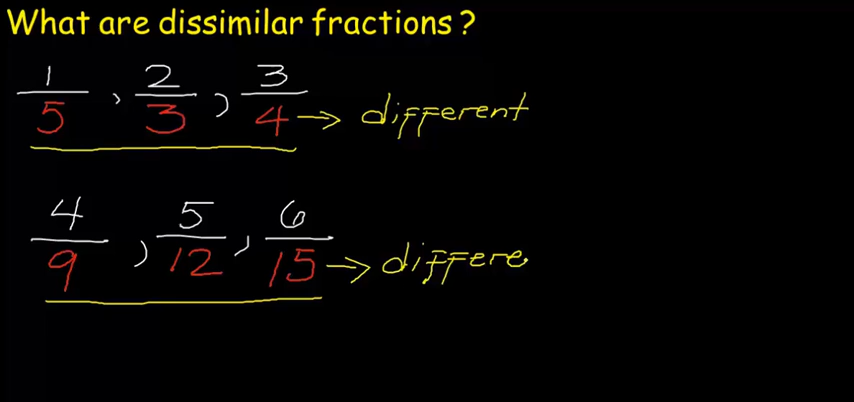 What are dissimilar fractions ?
1/5 , 2/3 , 3/4 → different
4/9 , 5/12 , 6/15 → differe